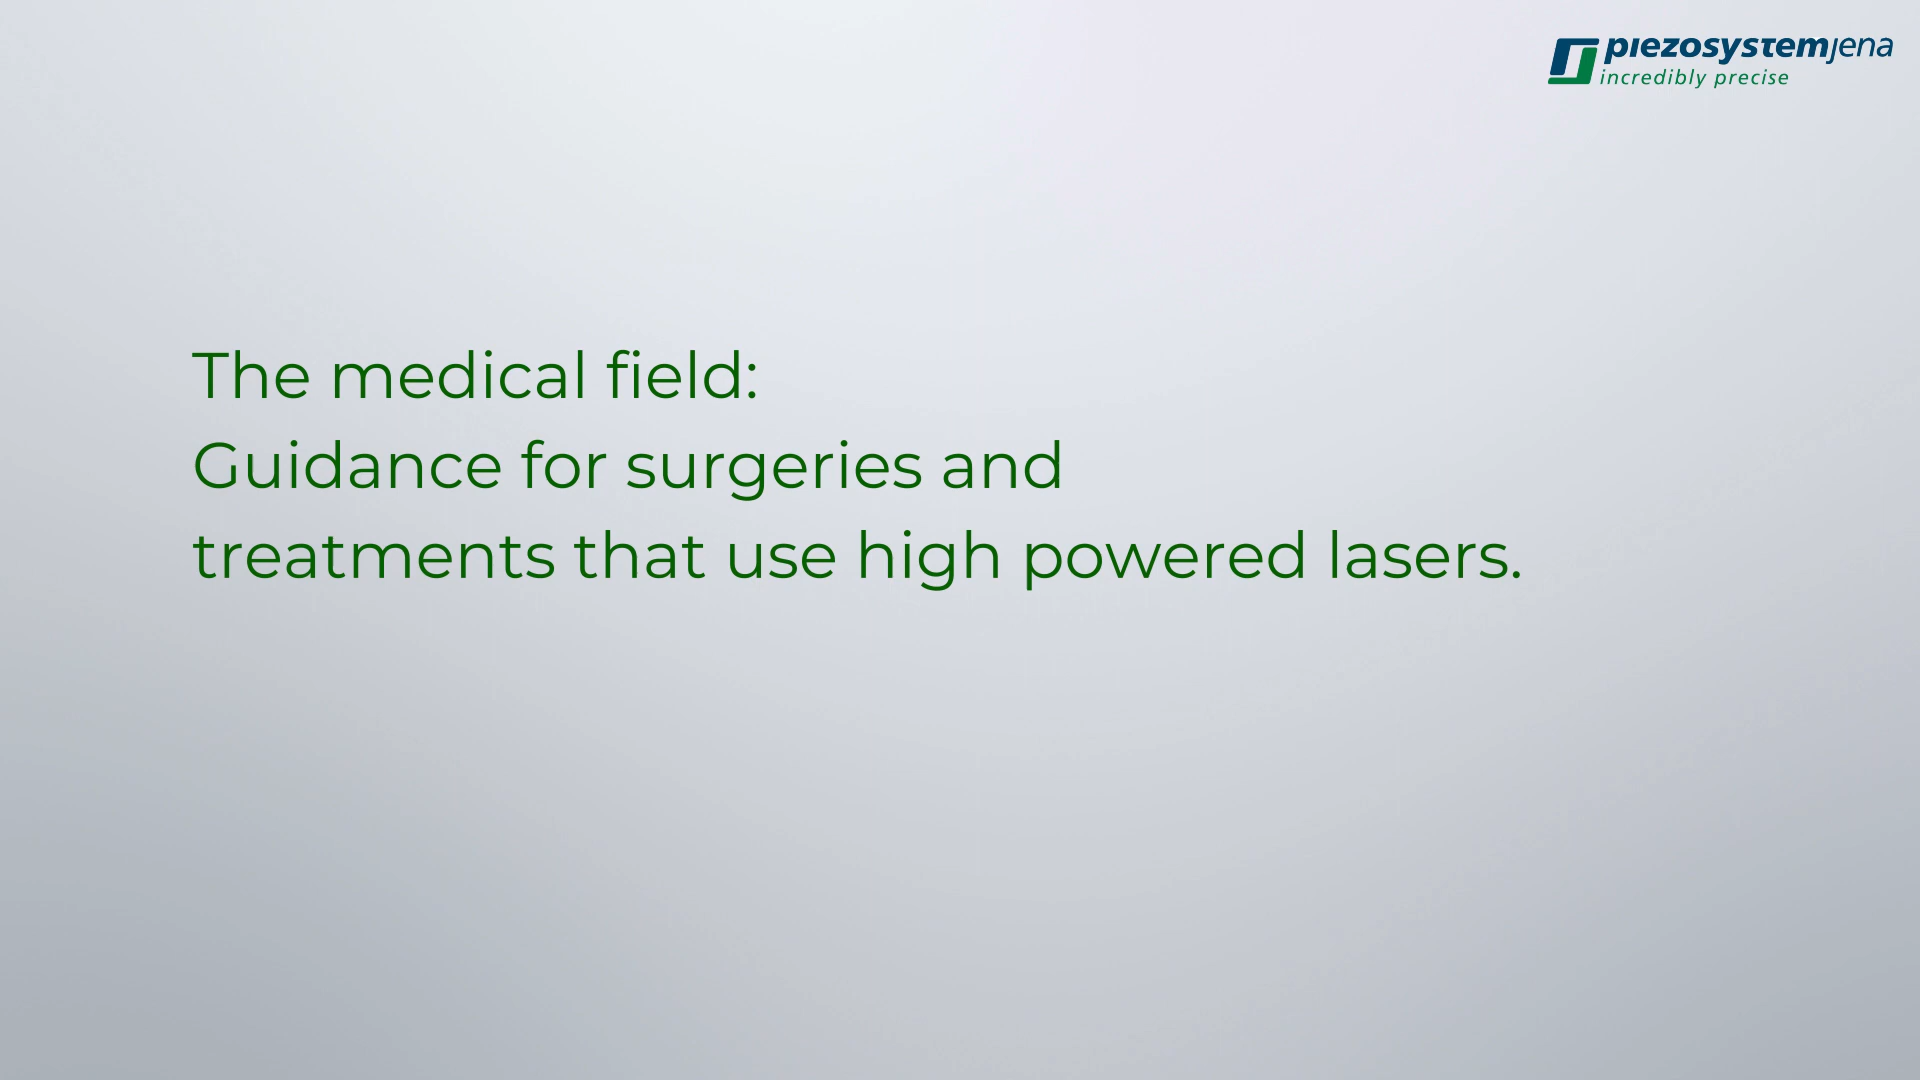 piezosystemjena
incredibly precise
The medical field:
Guidance for surgeries and
treatments that use high powered lasers.